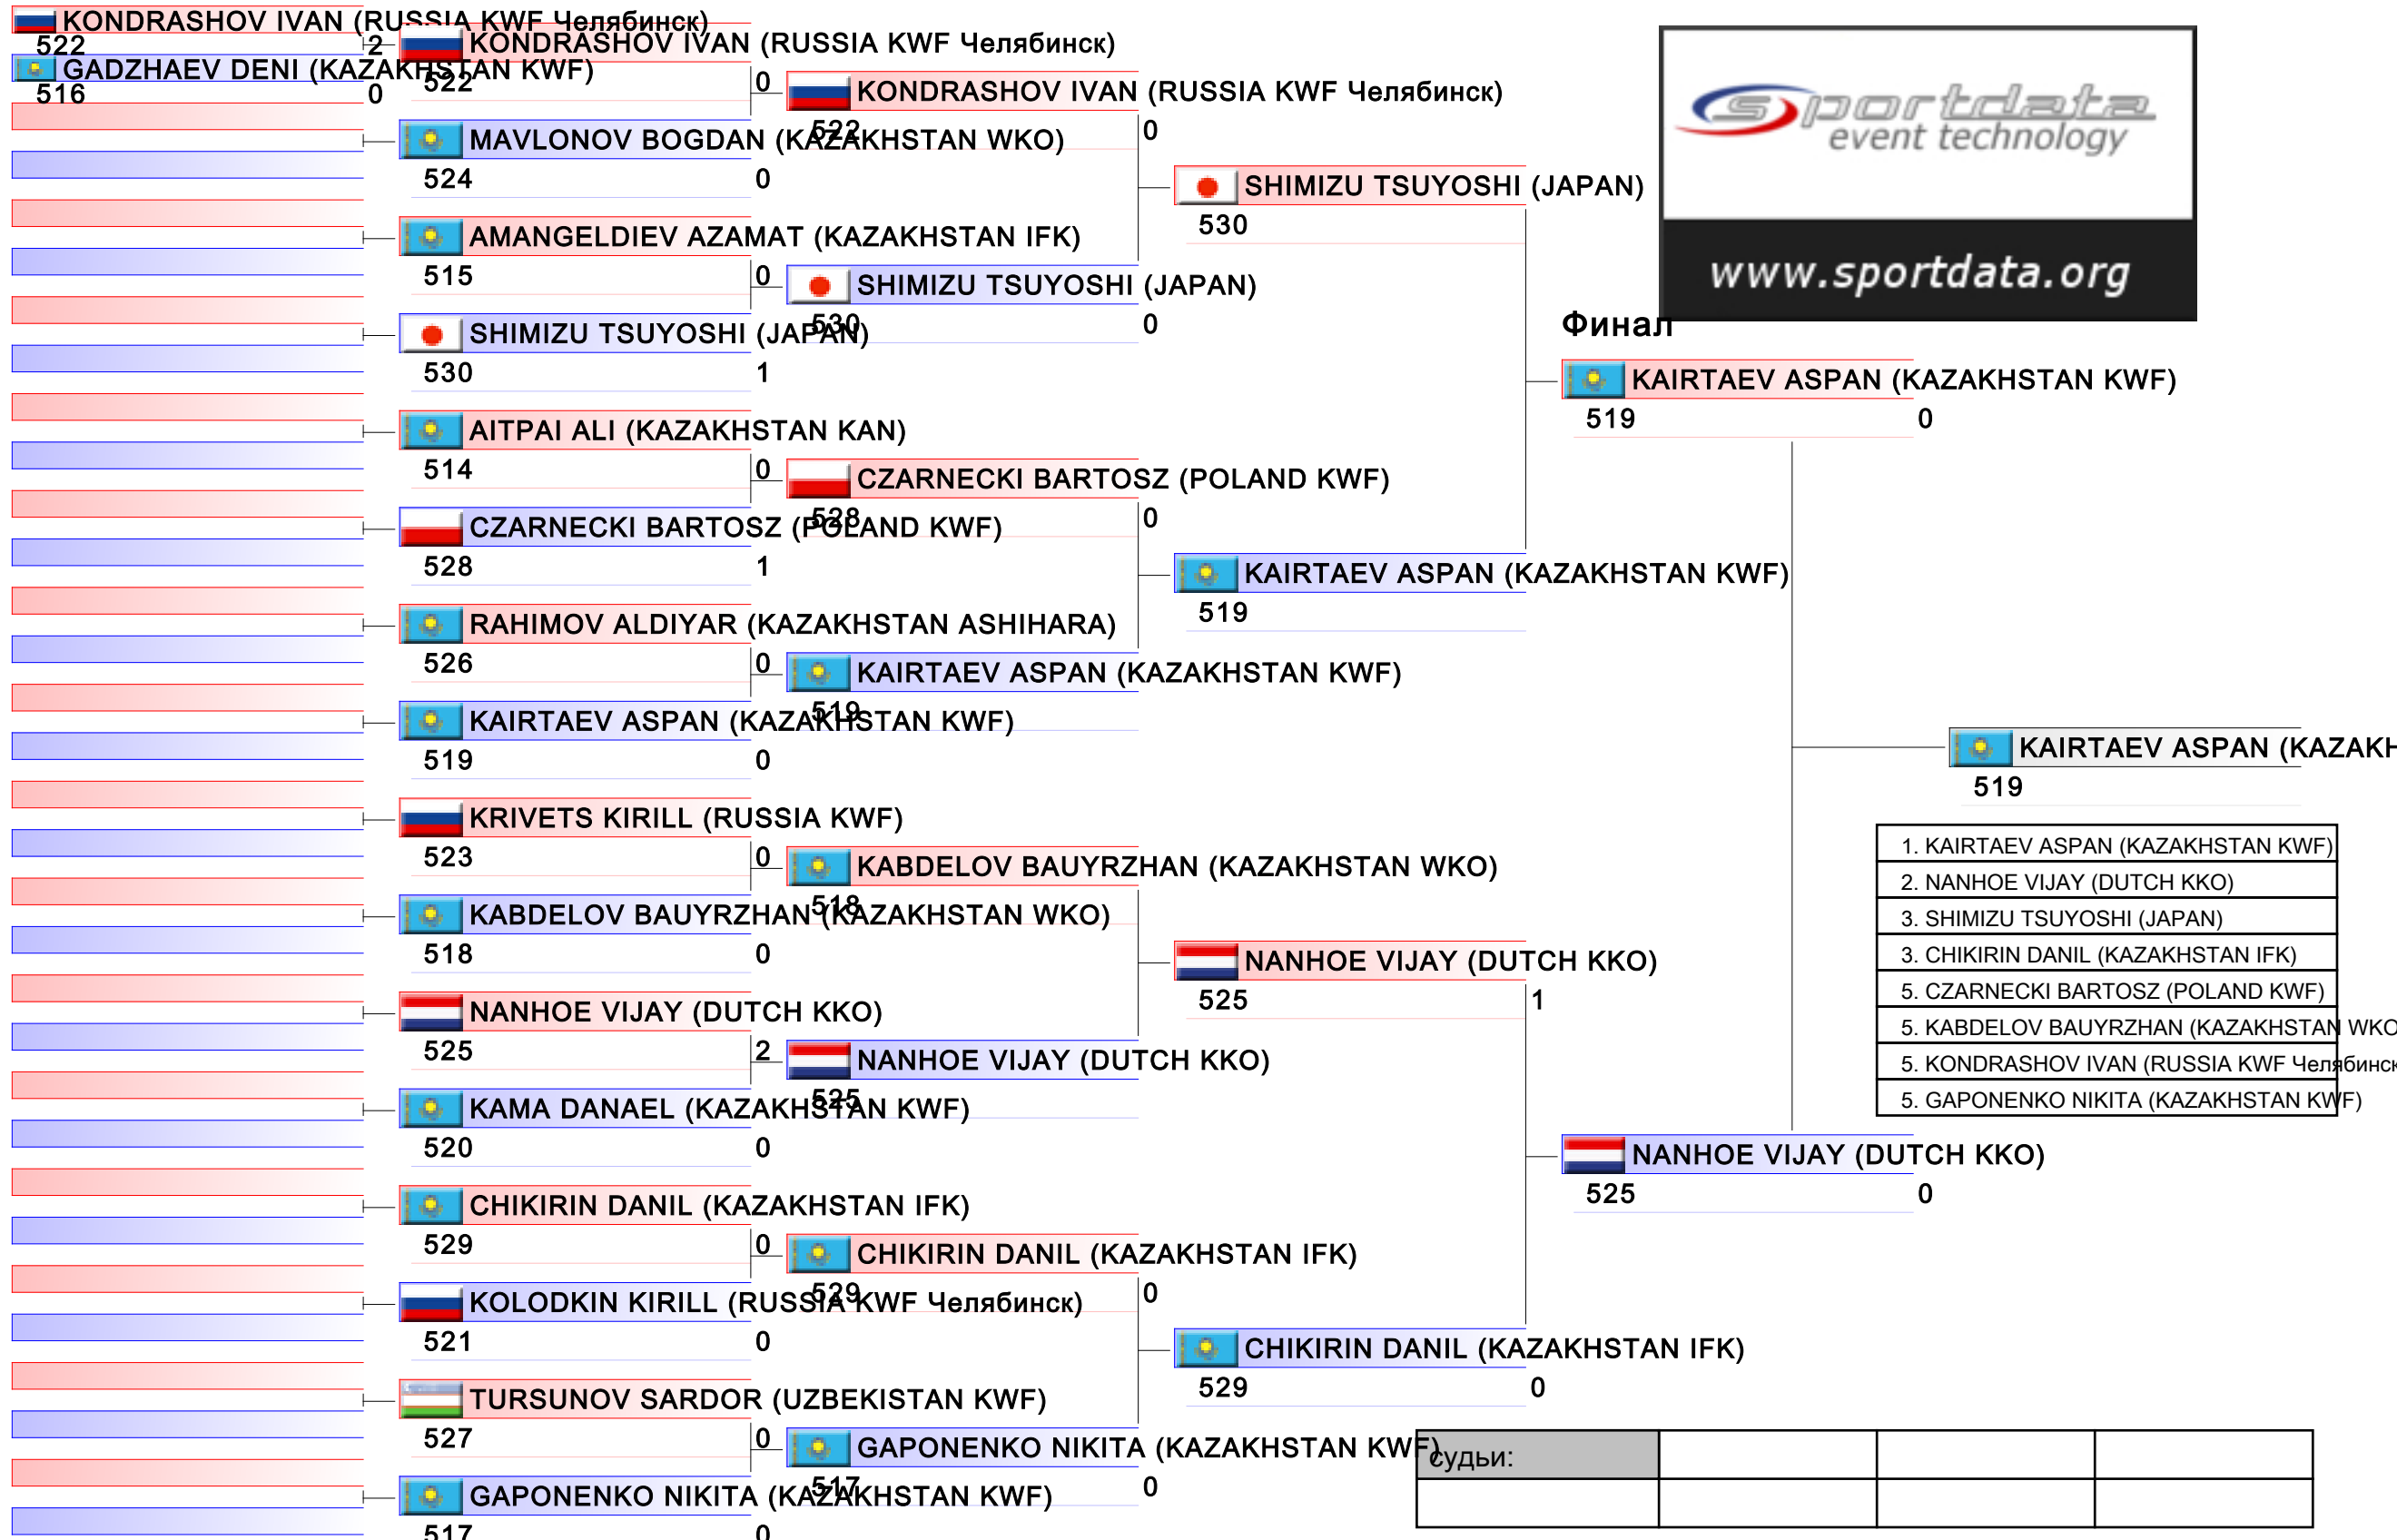 KONDRASHOV IVAN (RUSSIA KWF Челябинск)
522 2
GADZHAEV DENI (KAZAKHSTAN KWF)
516 0
KONDRASHOV IVAN (RUSSIA KWF Челябинск)
522 0
MAVLONOV BOGDAN (KAZAKHSTAN WKO)
524 0
AMANGELDIEV AZAMAT (KAZAKHSTAN IFK)
515 0
SHIMIZU TSUYOSHI (JAPAN)
530 1
AITPAI ALI (KAZAKHSTAN KAN)
514 0
CZARNECKI BARTOSZ (POLAND KWF)
528 1
RAHIMOV ALDIYAR (KAZAKHSTAN ASHIHARA)
526 0
KAIRTAEV ASPAN (KAZAKHSTAN KWF)
519 0
KRIVETS KIRILL (RUSSIA KWF)
523 0
KABDELOV BAUYRZHAN (KAZAKHSTAN WKO)
518 0
NANHOE VIJAY (DUTCH KKO)
525 2
KAMA DANAEL (KAZAKHSTAN KWF)
520 0
CHIKIRIN DANIL (KAZAKHSTAN IFK)
529 0
KOLODKIN KIRILL (RUSSIA KWF Челябинск)
521 0
TURSUNOV SARDOR (UZBEKISTAN KWF)
527 0
GAPONENKO NIKITA (KAZAKHSTAN KWF)
517 0
KONDRASHOV IVAN (RUSSIA KWF Челябинск)
522 0
SHIMIZU TSUYOSHI (JAPAN)
530 0
CZARNECKI BARTOSZ (POLAND KWF)
528 0
KAIRTAEV ASPAN (KAZAKHSTAN KWF)
519
KABDELOV BAUYRZHAN (KAZAKHSTAN WKO)
518
NANHOE VIJAY (DUTCH KKO)
525
CHIKIRIN DANIL (KAZAKHSTAN IFK)
529 0
GAPONENKO NIKITA (KAZAKHSTAN KWF)
517 0
SHIMIZU TSUYOSHI (JAPAN)
530
KAIRTAEV ASPAN (KAZAKHSTAN KWF)
519
NANHOE VIJAY (DUTCH KKO)
525 1
CHIKIRIN DANIL (KAZAKHSTAN IFK)
529 0
sportdata
event technology
www.sportdata.org
Финал
KAIRTAEV ASPAN (KAZAKHSTAN KWF)
519 0
NANHOE VIJAY (DUTCH KKO)
525 0
KAIRTAEV ASPAN (KAZAKH
519
1. KAIRTAEV ASPAN (KAZAKHSTAN KWF)
2. NANHOE VIJAY (DUTCH KKO)
3. SHIMIZU TSUYOSHI (JAPAN)
3. CHIKIRIN DANIL (KAZAKHSTAN IFK)
5. CZARNECKI BARTOSZ (POLAND KWF)
5. KABDELOV BAUYRZHAN (KAZAKHSTAN WKO
5. KONDRASHOV IVAN (RUSSIA KWF Челябинск
5. GAPONENKO NIKITA (KAZAKHSTAN KWF)
судьи: